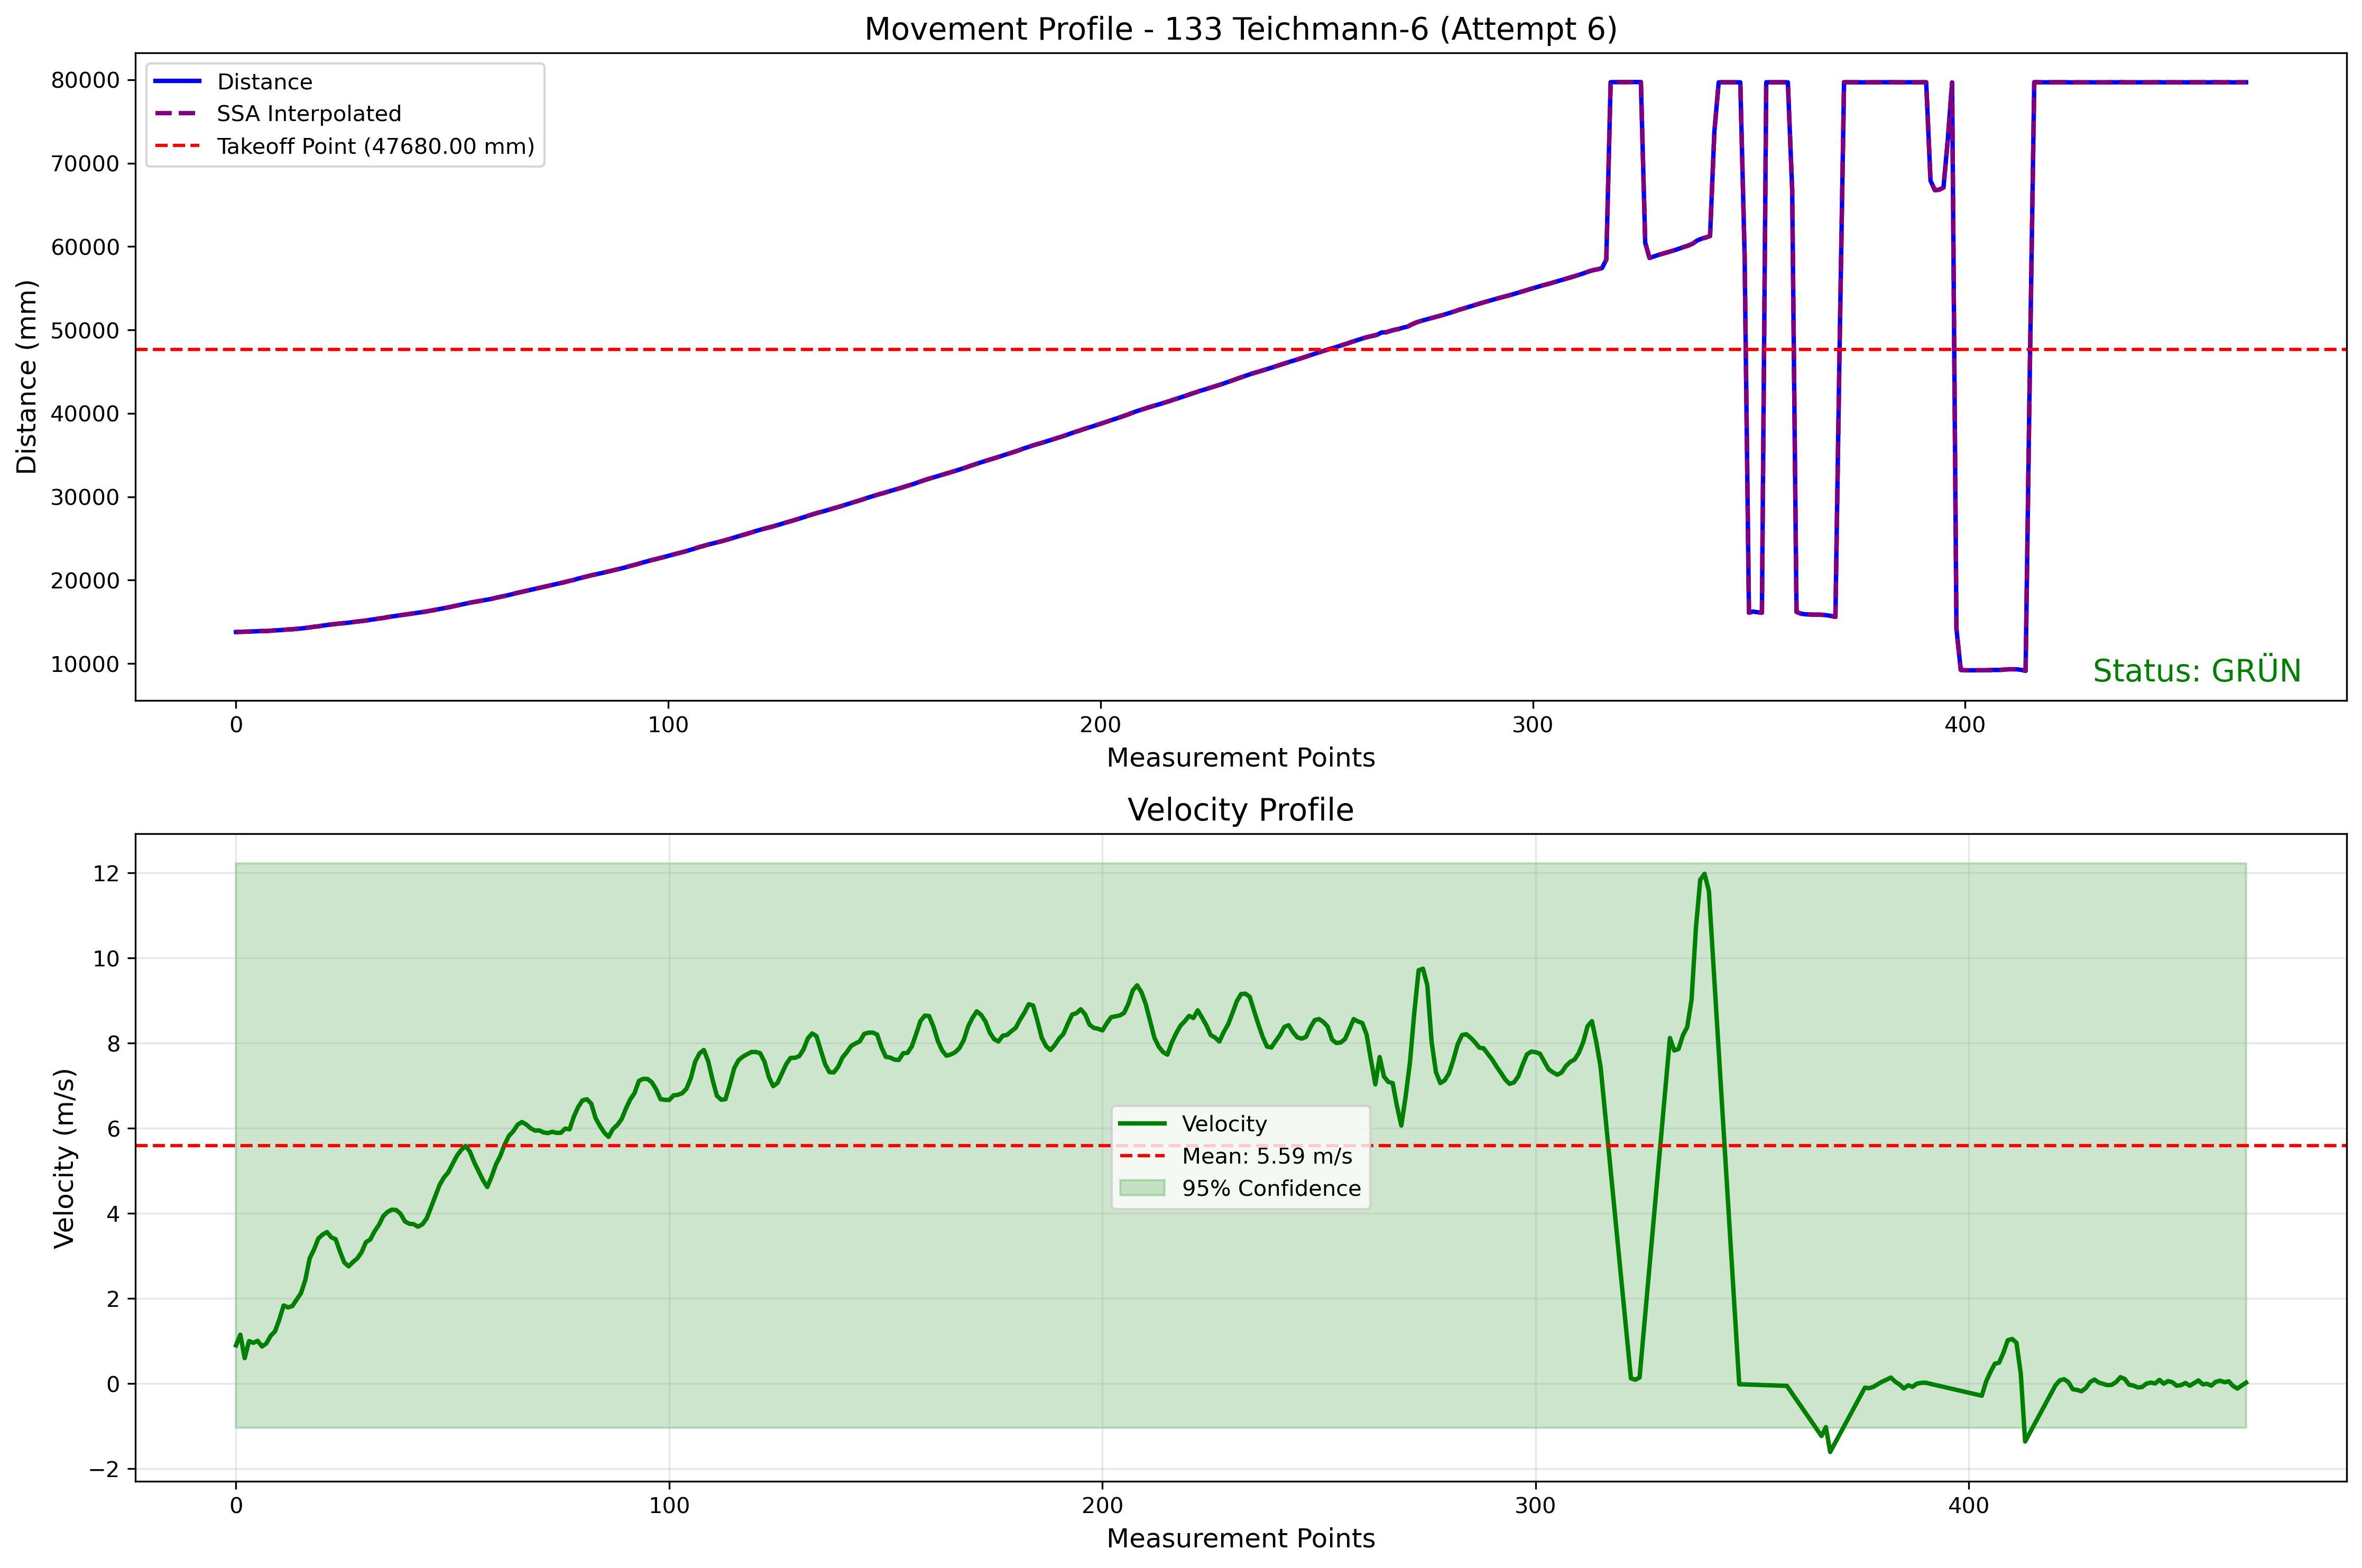 Movement Profile - 133 Teichmann-6 (Attempt 6)
Distance
SSA Interpolated
Takeoff Point (47680.00 mm)
Distance (mm)
80000
70000
60000
50000
40000
30000
20000
10000
Status: GRÜN
0 100 200 300 400
Measurement Points
Velocity Profile
Velocity (m/s)
12
10
8
6
4
2
0
−2
Velocity
Mean: 5.59 m/s
95% Confidence
0 100 200 300 400
Measurement Points